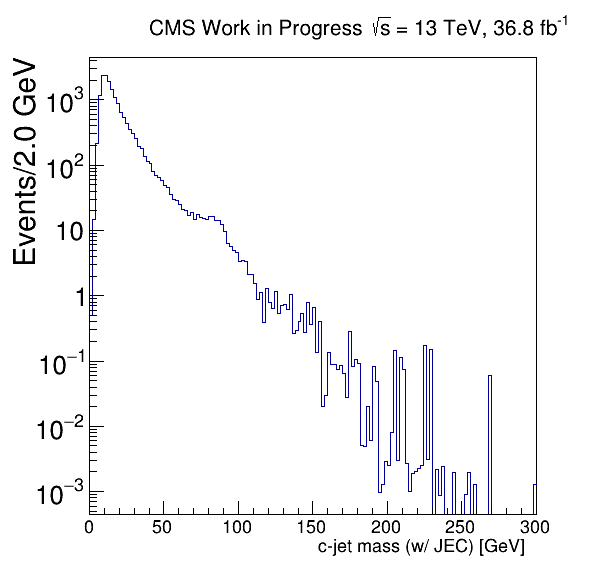 CMS Work in Progress √s = 13 TeV, 36.8 fb⁻¹
Events/2.0 GeV
10³
10²
10
1
10⁻¹
10⁻²
10⁻³
0 50 100 150 200 250 300
c-jet mass (w/ JEC) [GeV]